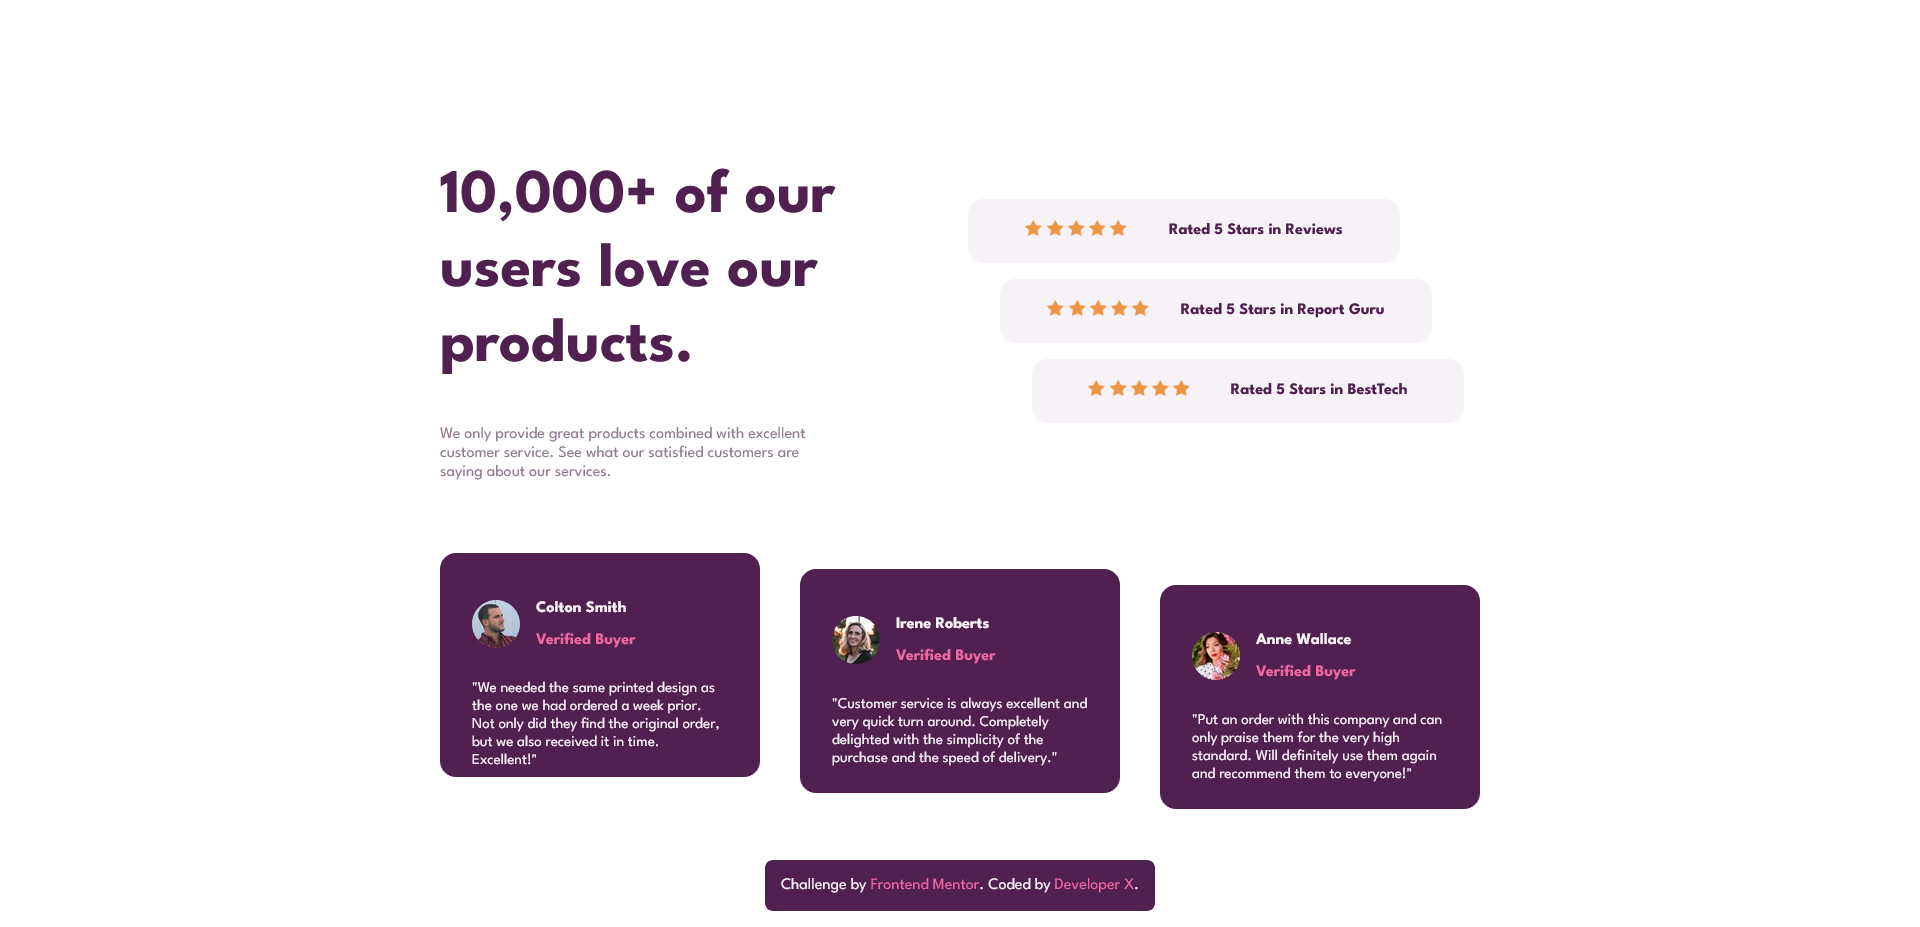 10,000+ of our
users love our
products.
We only provide great products combined with excellent
customer service. See what our satisfied customers are
saying about our services.
Rated 5 Stars in Reviews
Rated 5 Stars in Report Guru
Rated 5 Stars in BestTech
Colton Smith
Verified Buyer
"We needed the same printed design as
the one we had ordered a week prior.
Not only did they find the original order,
but we also received it in time.
Excellent!"
Irene Roberts
Verified Buyer
"Customer service is always excellent and
very quick turn around. Completely
delighted with the simplicity of the
purchase and the speed of delivery."
Anne Wallace
Verified Buyer
"Put an order with this company and can
only praise them for the very high
standard. Will definitely use them again
and recommend them to everyone!"
Challenge by Frontend Mentor. Coded by Developer X.